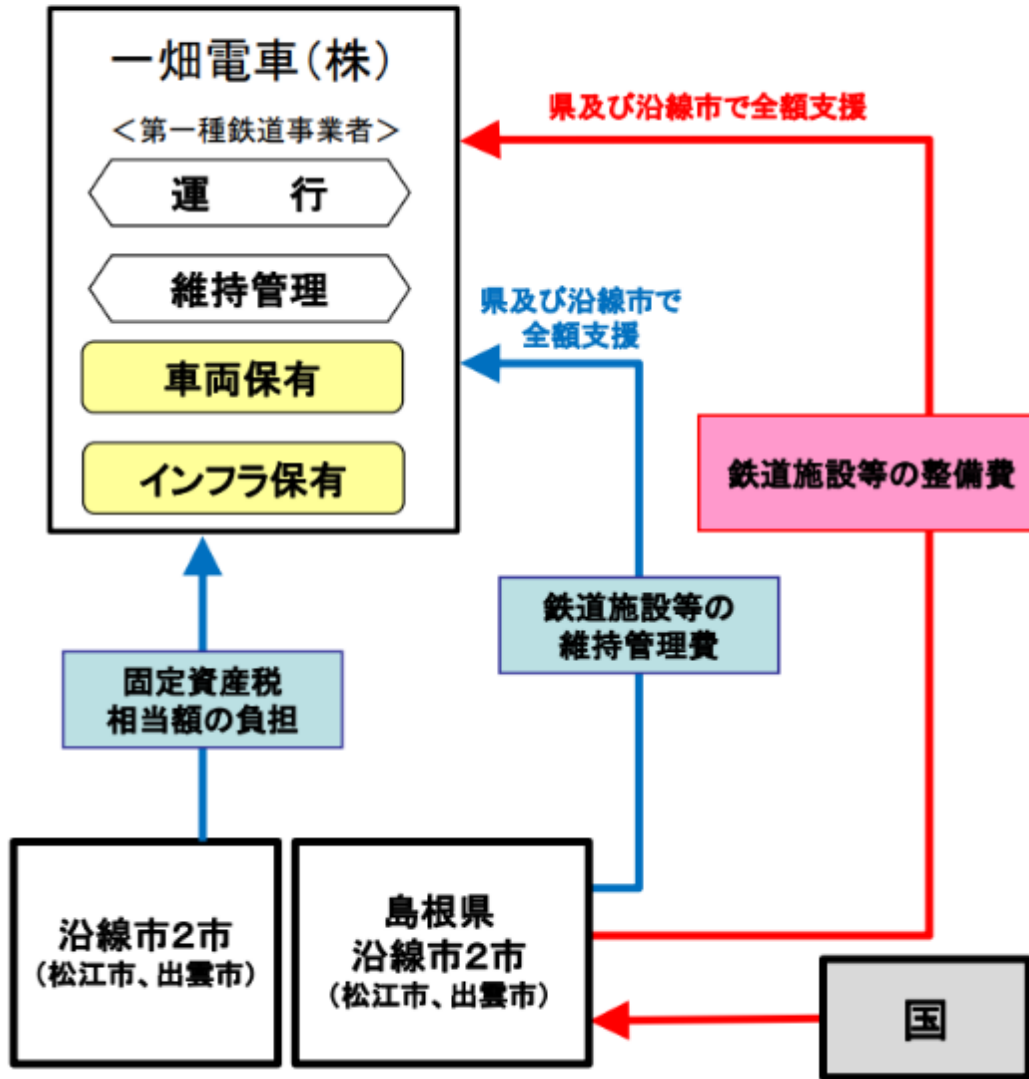 一畑電車(株)
＜第一種鉄道事業者＞
運　行
維持管理
車両保有
インフラ保有
県及び沿線市で全額支援
県及び沿線市で
全額支援
鉄道施設等の整備費
鉄道施設等の
維持管理費
固定資産税
相当額の負担
沿線市2市
(松江市、出雲市)
島根県
沿線市2市
(松江市、出雲市)
国